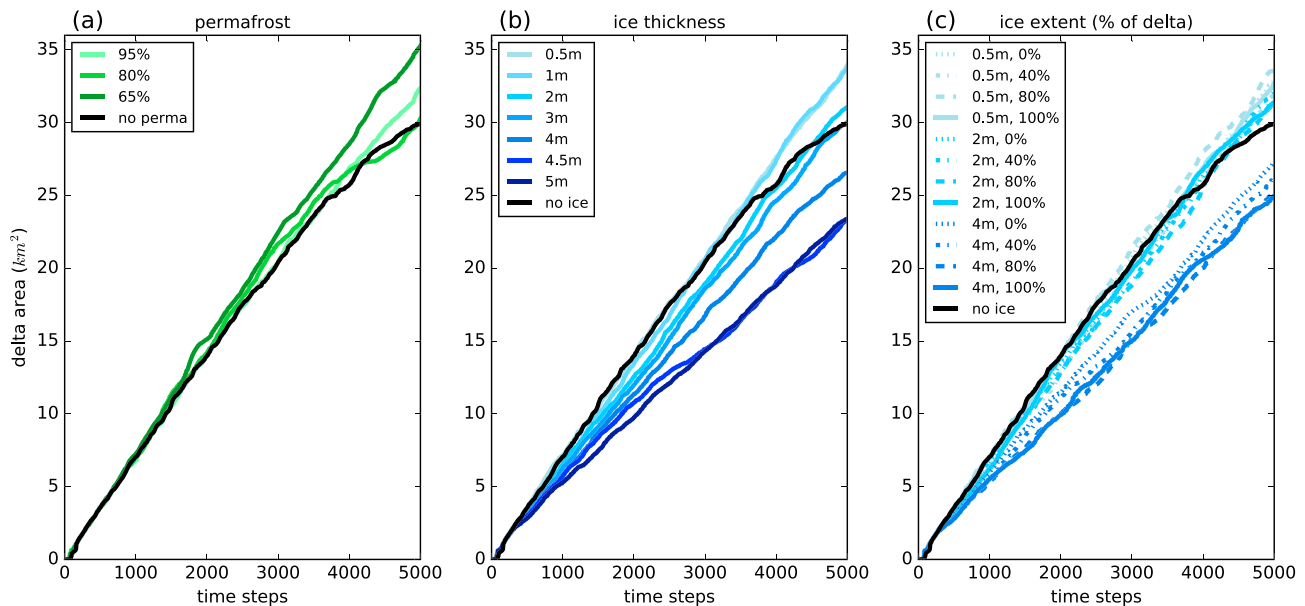 (a) permafrost
95%
80%
65%
no perma
delta area (km²)
35
30
25
20
15
10
5
0
0 1000 2000 3000 4000 5000
time steps
(b) ice thickness
0.5m
1m
2m
3m
4m
4.5m
5m
no ice
35
30
25
20
15
10
5
0
0 1000 2000 3000 4000 5000
time steps
(c) ice extent (% of delta)
0.5m, 0%
0.5m, 40%
0.5m, 80%
0.5m, 100%
2m, 0%
2m, 40%
2m, 80%
2m, 100%
4m, 0%
4m, 40%
4m, 80%
4m, 100%
no ice
35
30
25
20
15
10
5
0
0 1000 2000 3000 4000 5000
time steps